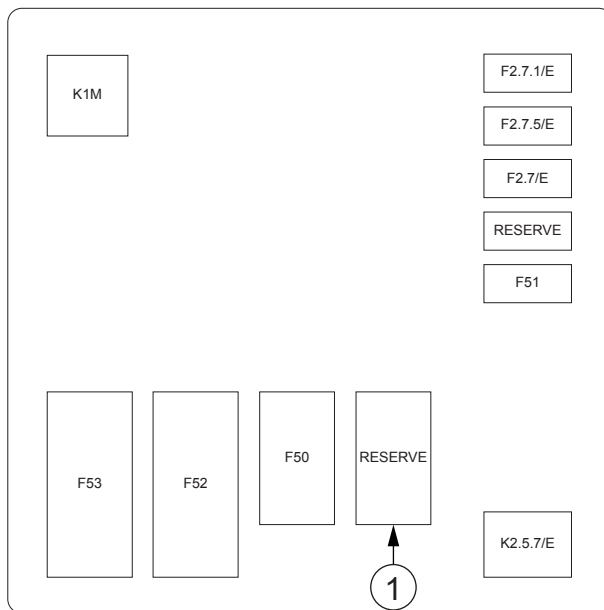 K1M
F2.7.1/E
F2.7.5/E
F2.7/E
RESERVE
F51
F53
F52
F50
RESERVE
K2.5.7/E
1